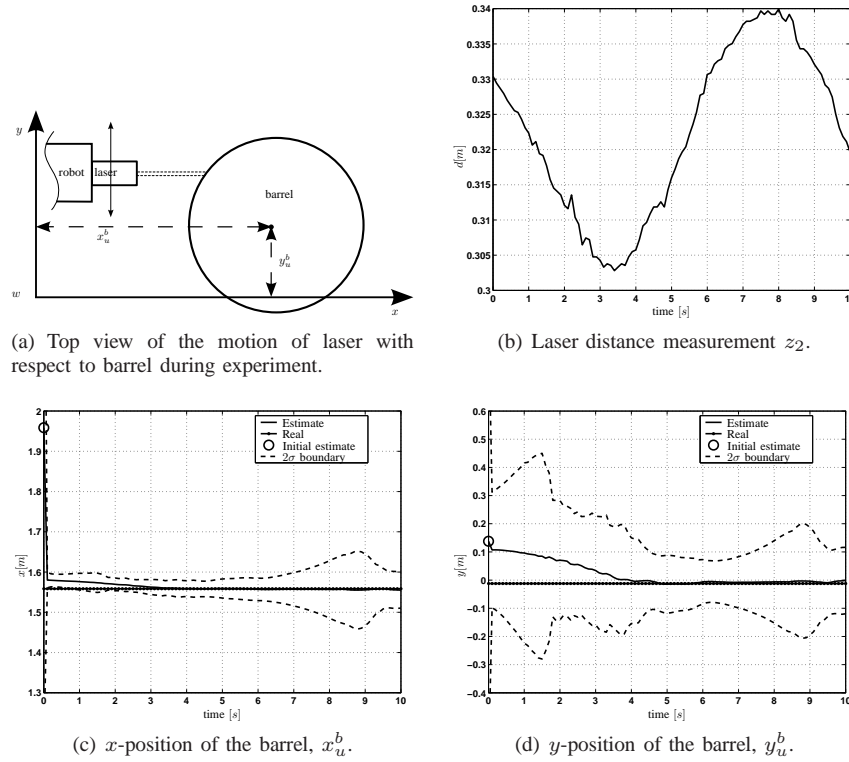 y
robot laser
barrel
x_u^b
y_u^b
w
x
(a) Top view of the motion of laser with
respect to barrel during experiment.
0.34
0.335
0.33
0.325
0.32
0.315
0.31
0.305
0.3
d[m]
0 1 2 3 4 5 6 7 8 9 10
time [s]
(b) Laser distance measurement z_2.
2
1.9
1.8
1.7
1.6
1.5
1.4
1.3
x[m]
Estimate
Real
Initial estimate
2σ boundary
0 1 2 3 4 5 6 7 8 9 10
time [s]
(c) x-position of the barrel, x_u^b.
0.6
0.5
0.4
0.3
0.2
0.1
0
−0.1
−0.2
−0.3
−0.4
y[m]
Estimate
Real
Initial estimate
2σ boundary
0 1 2 3 4 5 6 7 8 9 10
time [s]
(d) y-position of the barrel, y_u^b.